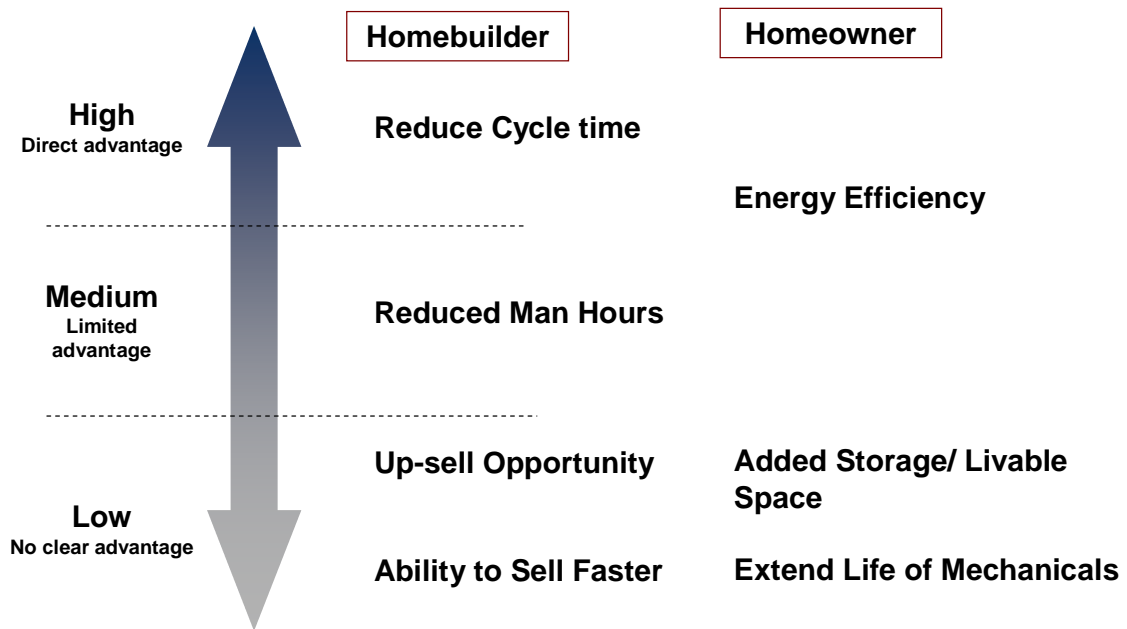 Homebuilder
Homeowner
High
Direct advantage
Reduce Cycle time
Energy Efficiency
Medium
Limited
advantage
Reduced Man Hours
Up-sell Opportunity
Added Storage/ Livable
Space
Low
No clear advantage
Ability to Sell Faster
Extend Life of Mechanicals